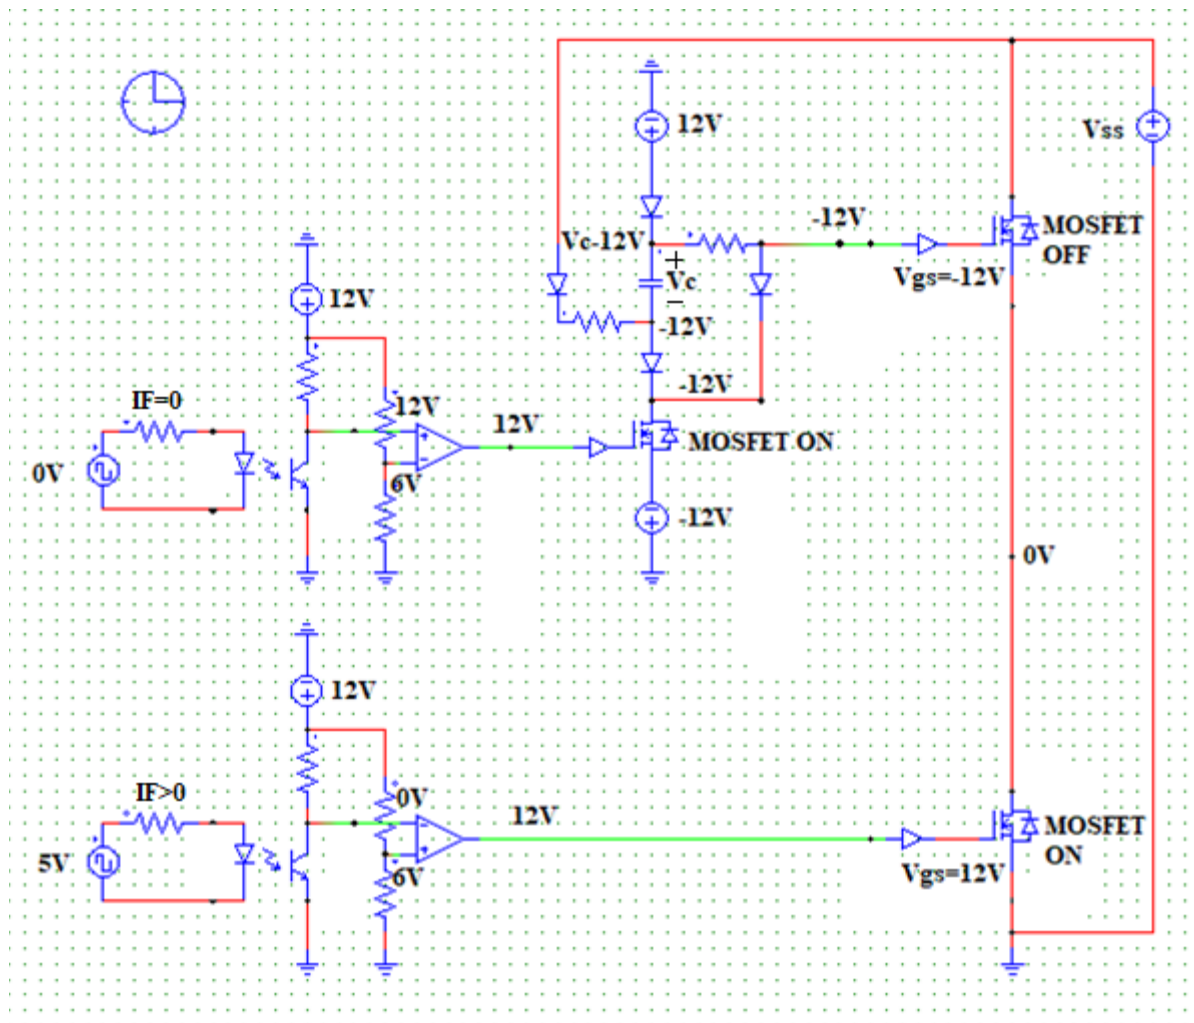 12V
Vss
-12V
MOSFET
OFF
Vc-12V
+
Vc
−
Vgs=-12V
12V
-12V
-12V
IF=0
12V
12V
MOSFET ON
0V
6V
-12V
0V
12V
IF>0
0V
12V
MOSFET
ON
5V
6V
Vgs=12V